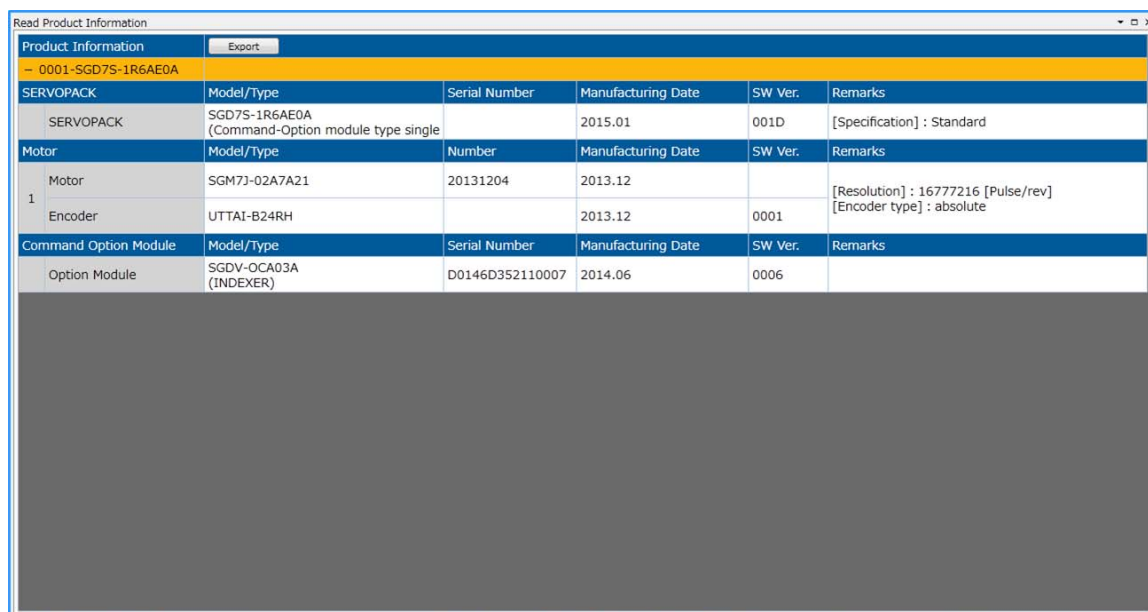 Read Product Information
Product Information Export
− 0001-SGD7S-1R6AE0A
SERVOPACK Model/Type Serial Number Manufacturing Date SW Ver. Remarks
SERVOPACK SGD7S-1R6AE0A (Command-Option module type single 2015.01 001D [Specification] : Standard
Motor Model/Type Number Manufacturing Date SW Ver. Remarks
1 Motor SGM7J-02A7A21 20131204 2013.12 [Resolution] : 16777216 [Pulse/rev]
Encoder UTTAI-B24RH 2013.12 0001 [Encoder type] : absolute
Command Option Module Model/Type Serial Number Manufacturing Date SW Ver. Remarks
Option Module SGDV-OCA03A (INDEXER) D0146D352110007 2014.06 0006